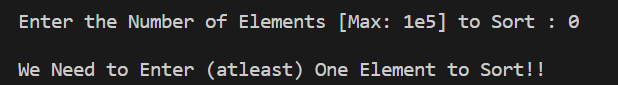 Enter the Number of Elements [Max: 1e5] to Sort : 0
We Need to Enter (atleast) One Element to Sort!!